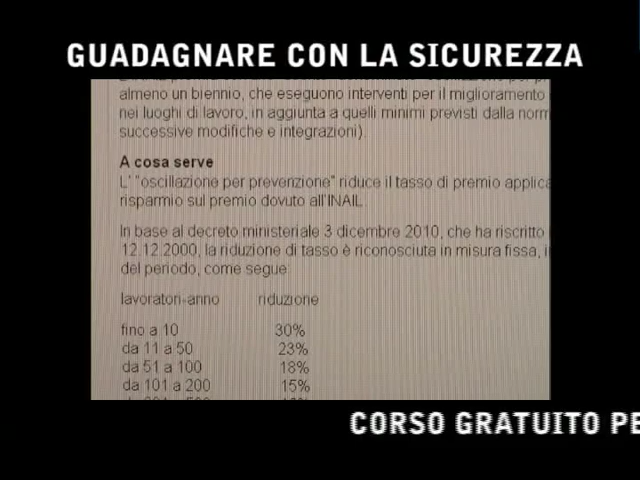 GUADAGNARE CON LA SICUREZZA
almeno un biennio, che eseguono interventi per il miglioramento
nei luoghi di lavoro, in aggiunta a quelli minimi previsti dalla norm
successive modifiche e integrazioni).
A cosa serve
L' "oscillazione per prevenzione" riduce il tasso di premio applica
risparmio sul premio dovuto all'INAIL.
In base al decreto ministeriale 3 dicembre 2010, che ha riscritto
12.12.2000, la riduzione di tasso è riconosciuta in misura fissa, i
del periodo, come segue:
lavoratori-anno riduzione
fino a 10 30%
da 11 a 50 23%
da 51 a 100 18%
da 101 a 200 15%
CORSO GRATUITO PE